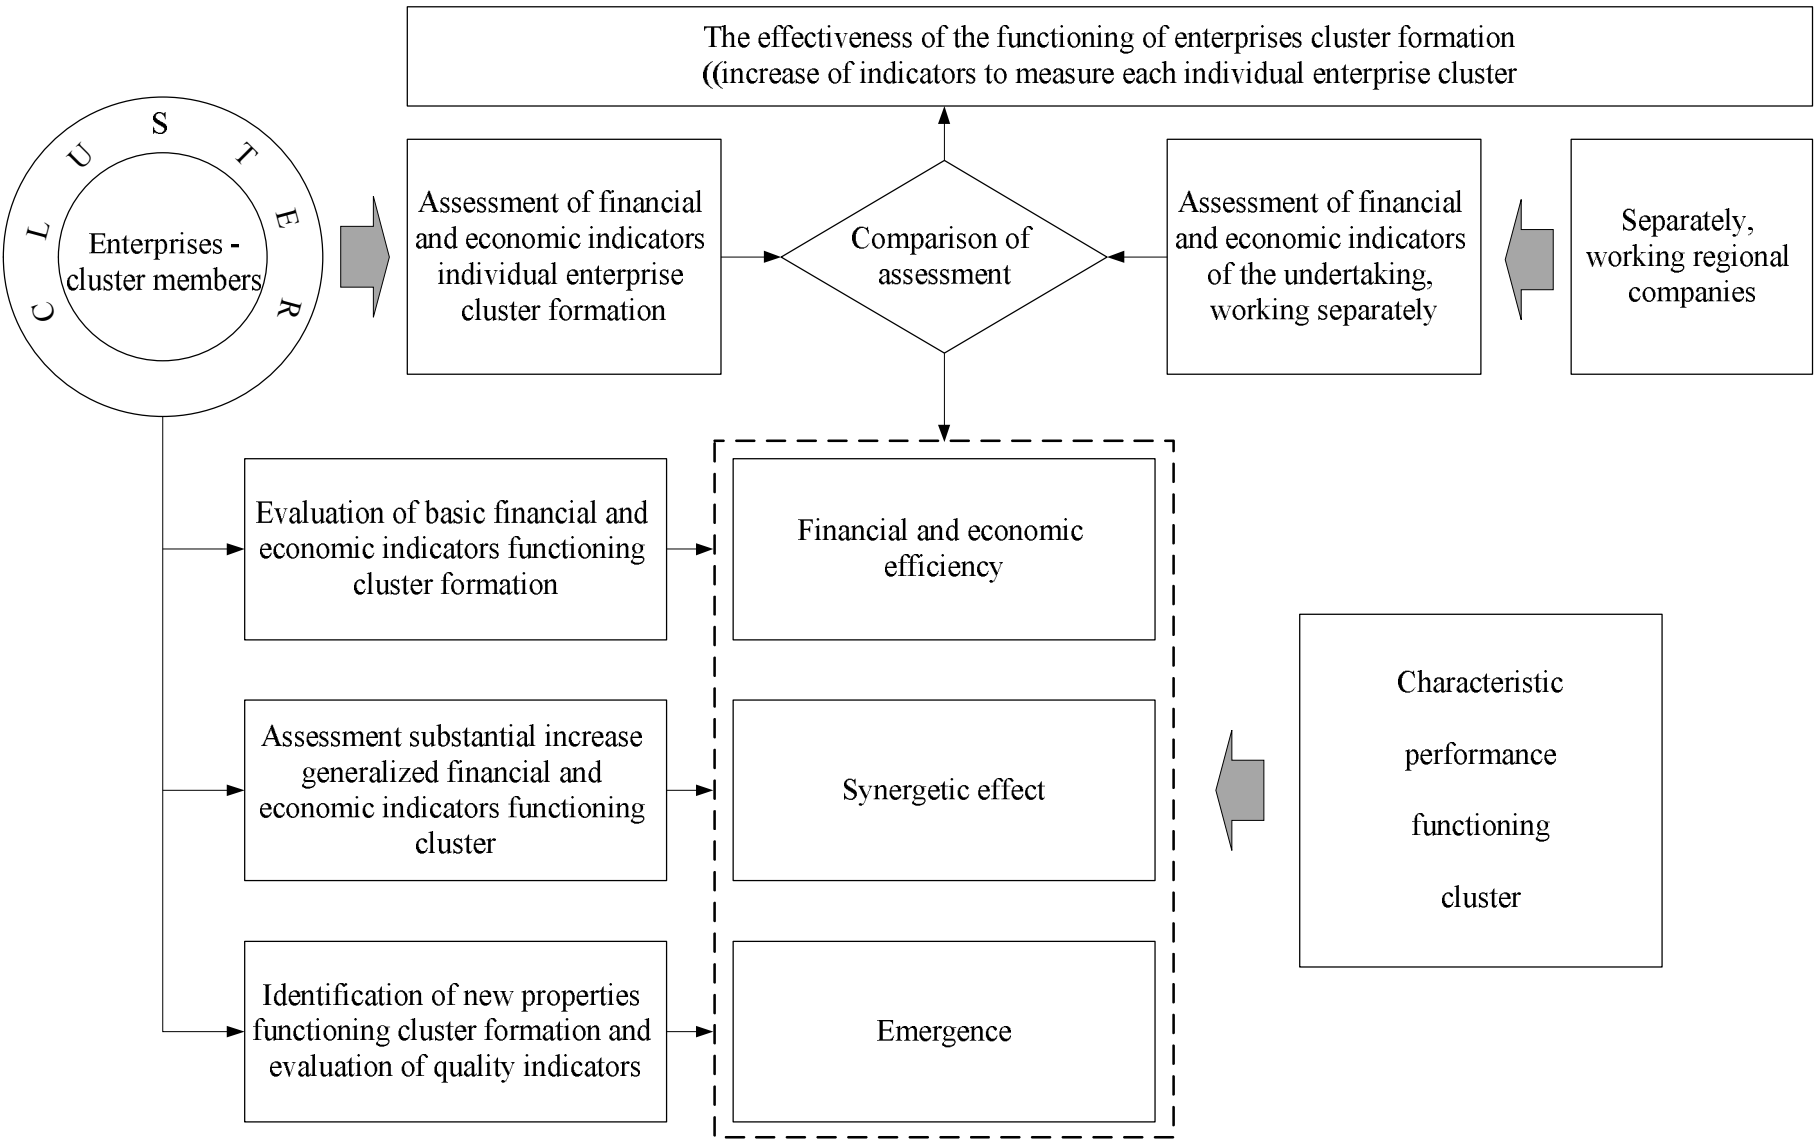 The effectiveness of the functioning of enterprises cluster formation
((increase of indicators to measure each individual enterprise cluster
CLUSTER
Enterprises -
cluster members
Assessment of financial
and economic indicators
individual enterprise
cluster formation
Comparison of
assessment
Assessment of financial
and economic indicators
of the undertaking,
working separately
Separately,
working regional
companies
Evaluation of basic financial and
economic indicators functioning
cluster formation
Financial and economic
efficiency
Assessment substantial increase
generalized financial and
economic indicators functioning
cluster
Synergetic effect
Characteristic
performance
functioning
cluster
Identification of new properties
functioning cluster formation and
evaluation of quality indicators
Emergence